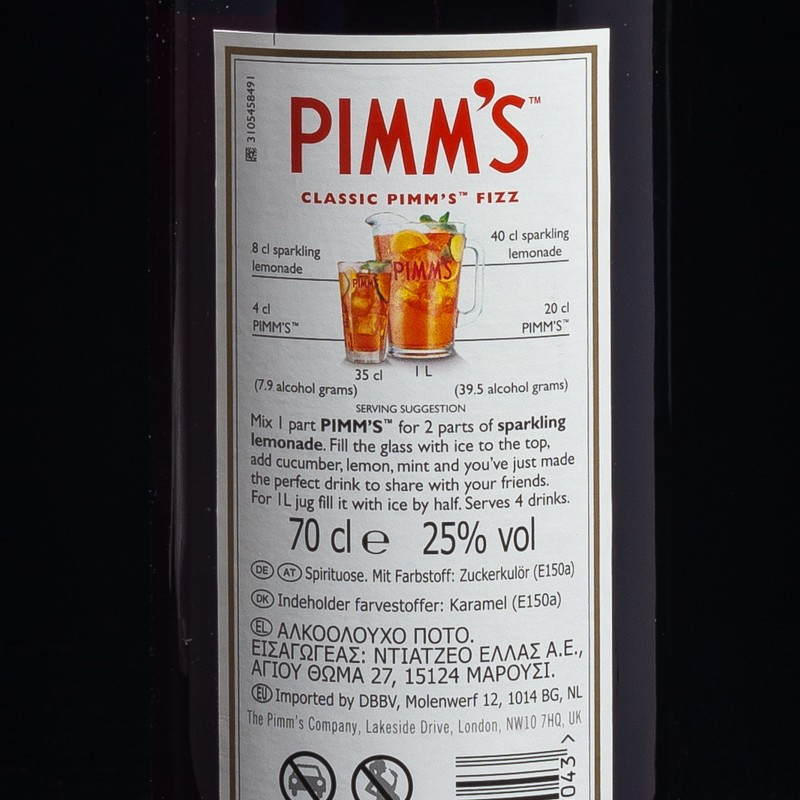 3105458491
PIMM'S™
CLASSIC PIMM'S™ FIZZ
8 cl sparkling
lemonade
40 cl sparkling
lemonade
PIMM'S
PIMM'S
4 cl
PIMM'S™
20 cl
PIMM'S™
35 cl
1 L
(7.9 alcohol grams)
(39.5 alcohol grams)
SERVING SUGGESTION
Mix 1 part PIMM'S™ for 2 parts of sparkling
lemonade. Fill the glass with ice to the top,
add cucumber, lemon, mint and you've just made
the perfect drink to share with your friends.
For 1L jug fill it with ice by half. Serves 4 drinks.
70 cl e 25% vol
DE AT Spirituose. Mit Farbstoff: Zuckerkulör (E150a)
DK Indeholder farvestoffer: Karamel (E150a)
EL ΑΛΚΟΟΛΟΥΧΟ ΠΟΤΟ.
ΕΙΣΑΓΩΓΕΑΣ: ΝΤΙΑΤΖΕΟ ΕΛΛΑΣ Α.Ε.,
ΑΓΙΟΥ ΘΩΜΑ 27, 15124 ΜΑΡΟΥΣΙ.
EU Imported by DBBV, Molenwerf 12, 1014 BG, NL
The Pimm's Company, Lakeside Drive, London, NW10 7HQ, UK
043 >